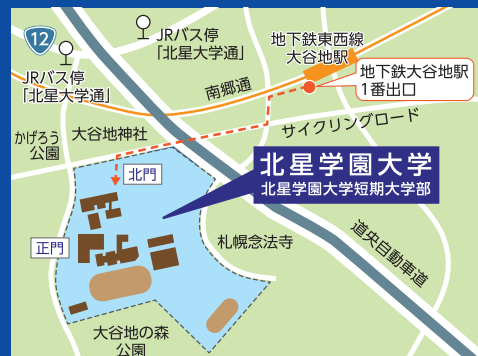 12
JRバス停
「北星大学通」
JRバス停
「北星大学通」
地下鉄東西線
大谷地駅
地下鉄大谷地駅
1番出口
南郷通
サイクリングロード
かげろう
公園
大谷地神社
北門
北星学園大学
北星学園大学短期大学部
正門
札幌念法寺
道央自動車道
大谷地の森
公園